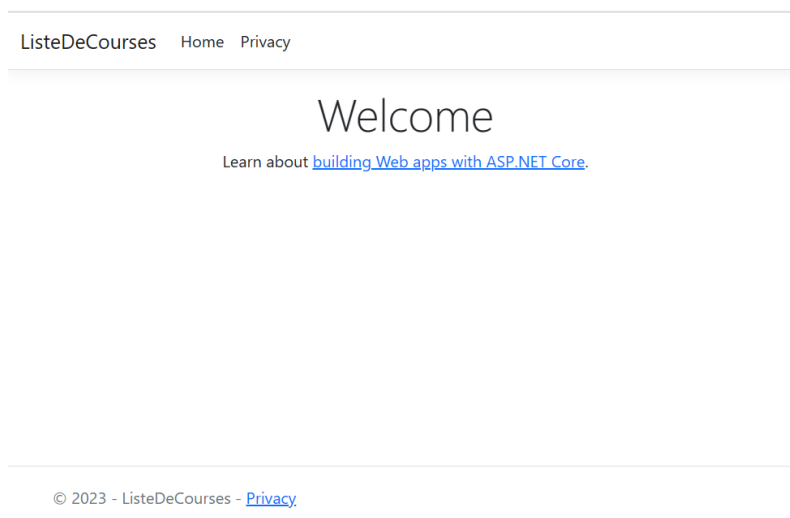 ListeDeCourses Home Privacy
Welcome
Learn about building Web apps with ASP.NET Core.
© 2023 - ListeDeCourses - Privacy